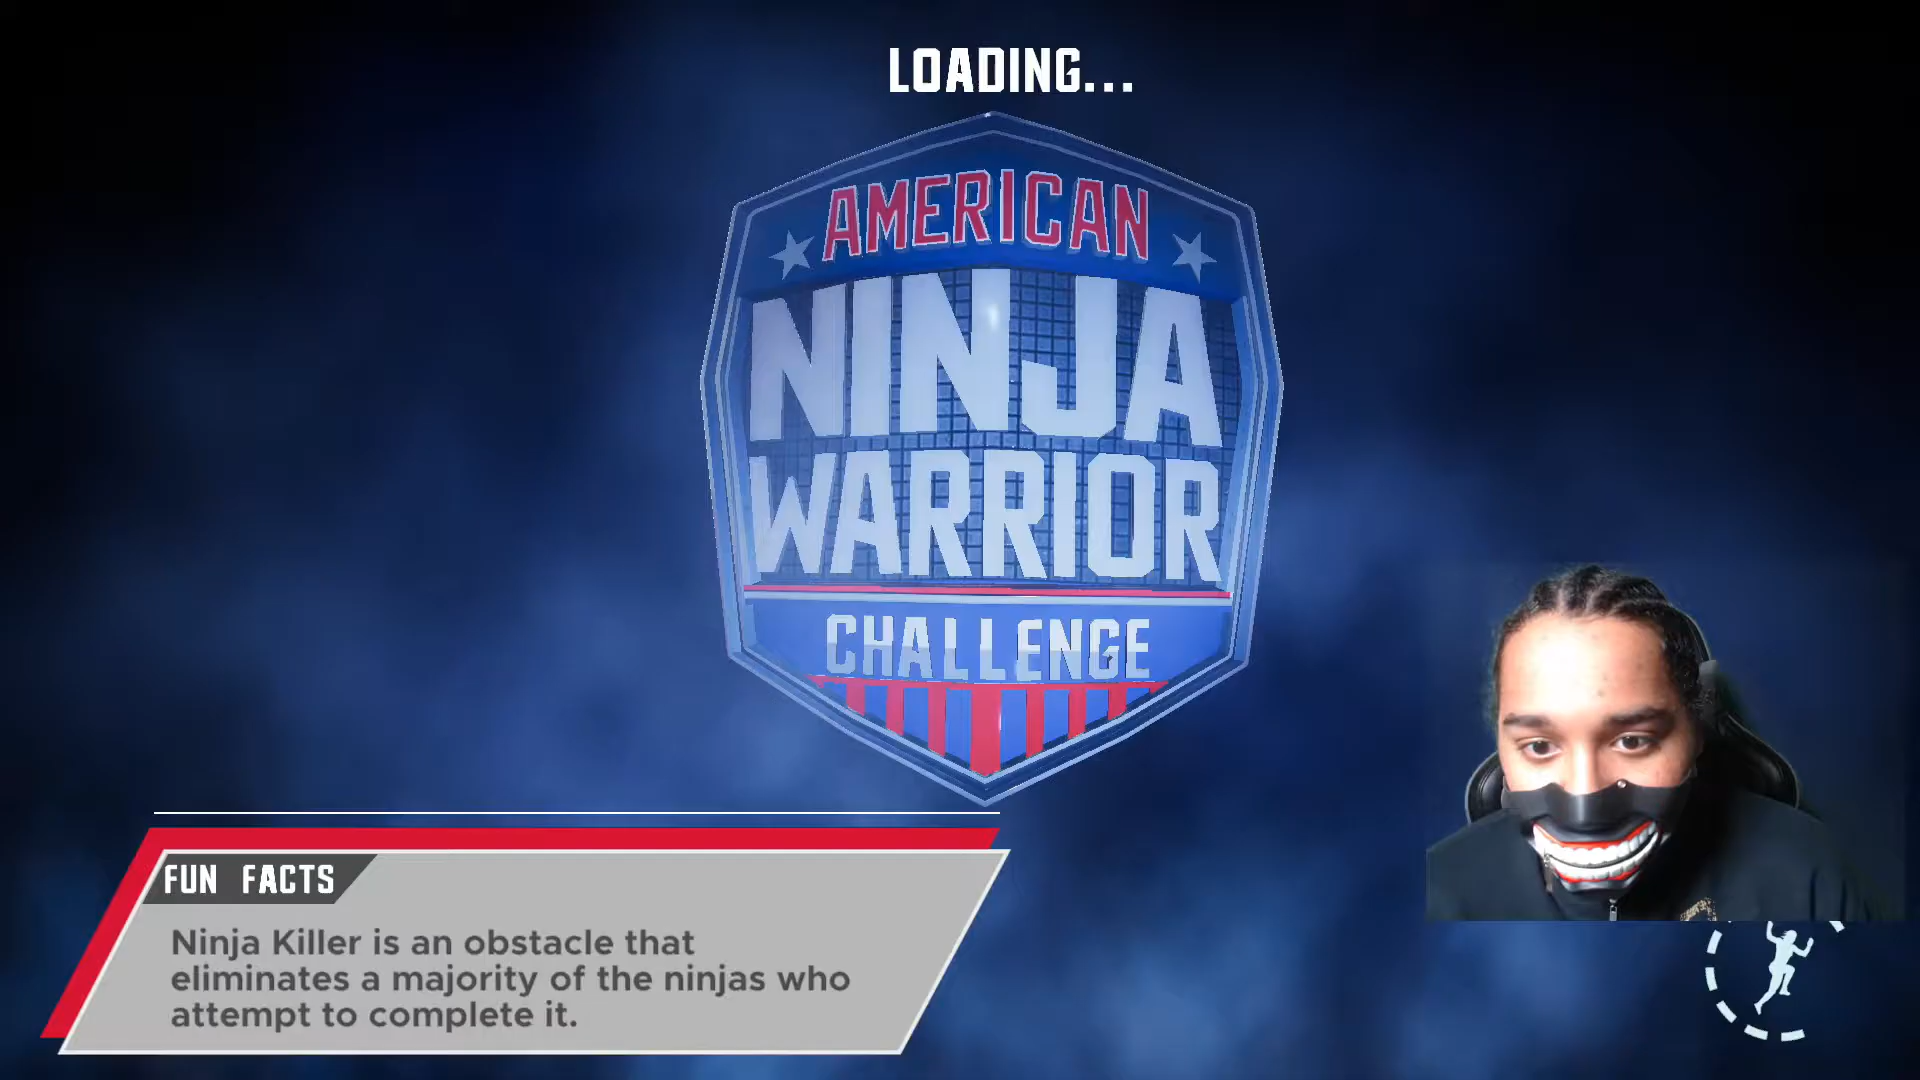 LOADING...
AMERICAN
NINJA
WARRIOR
CHALLENGE
FUN FACTS
Ninja Killer is an obstacle that
eliminates a majority of the ninjas who
attempt to complete it.